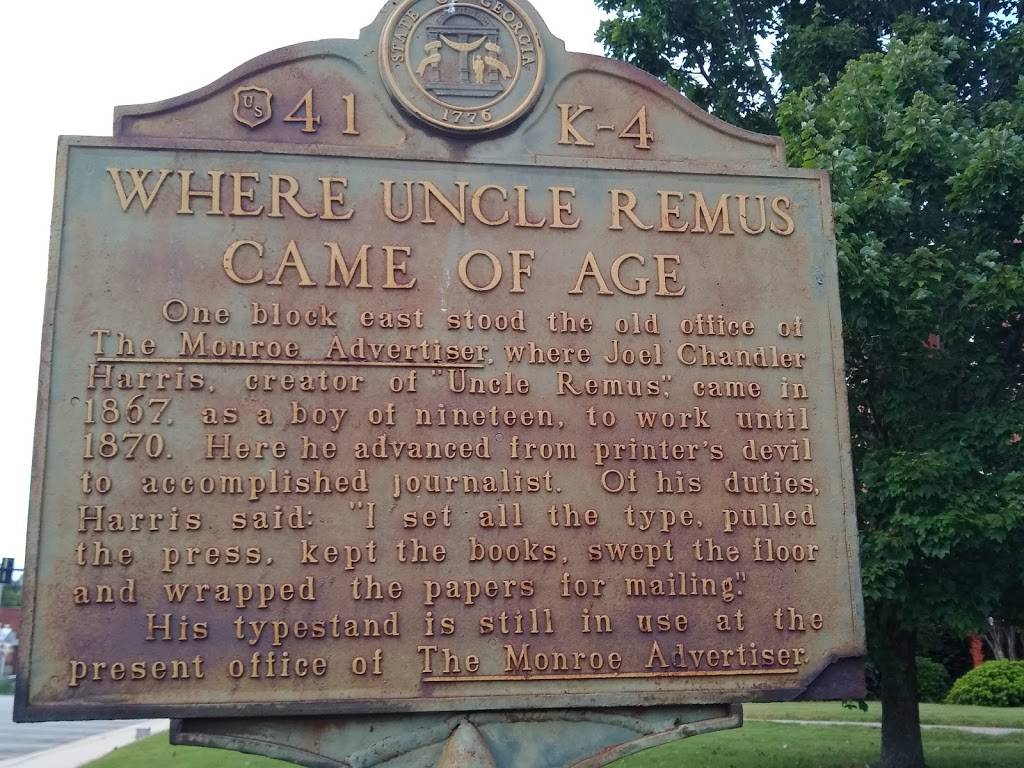 STATE OF GEORGIA
1776
US 41 K-4
WHERE UNCLE REMUS
CAME OF AGE
One block east stood the old office of
The Monroe Advertiser, where Joel Chandler
Harris, creator of "Uncle Remus", came in
1867, as a boy of nineteen, to work until
1870. Here he advanced from printer's devil
to accomplished journalist. Of his duties,
Harris said: "I set all the type, pulled
the press, kept the books, swept the floor
and wrapped the papers for mailing."
His typestand is still in use at the
present office of The Monroe Advertiser.